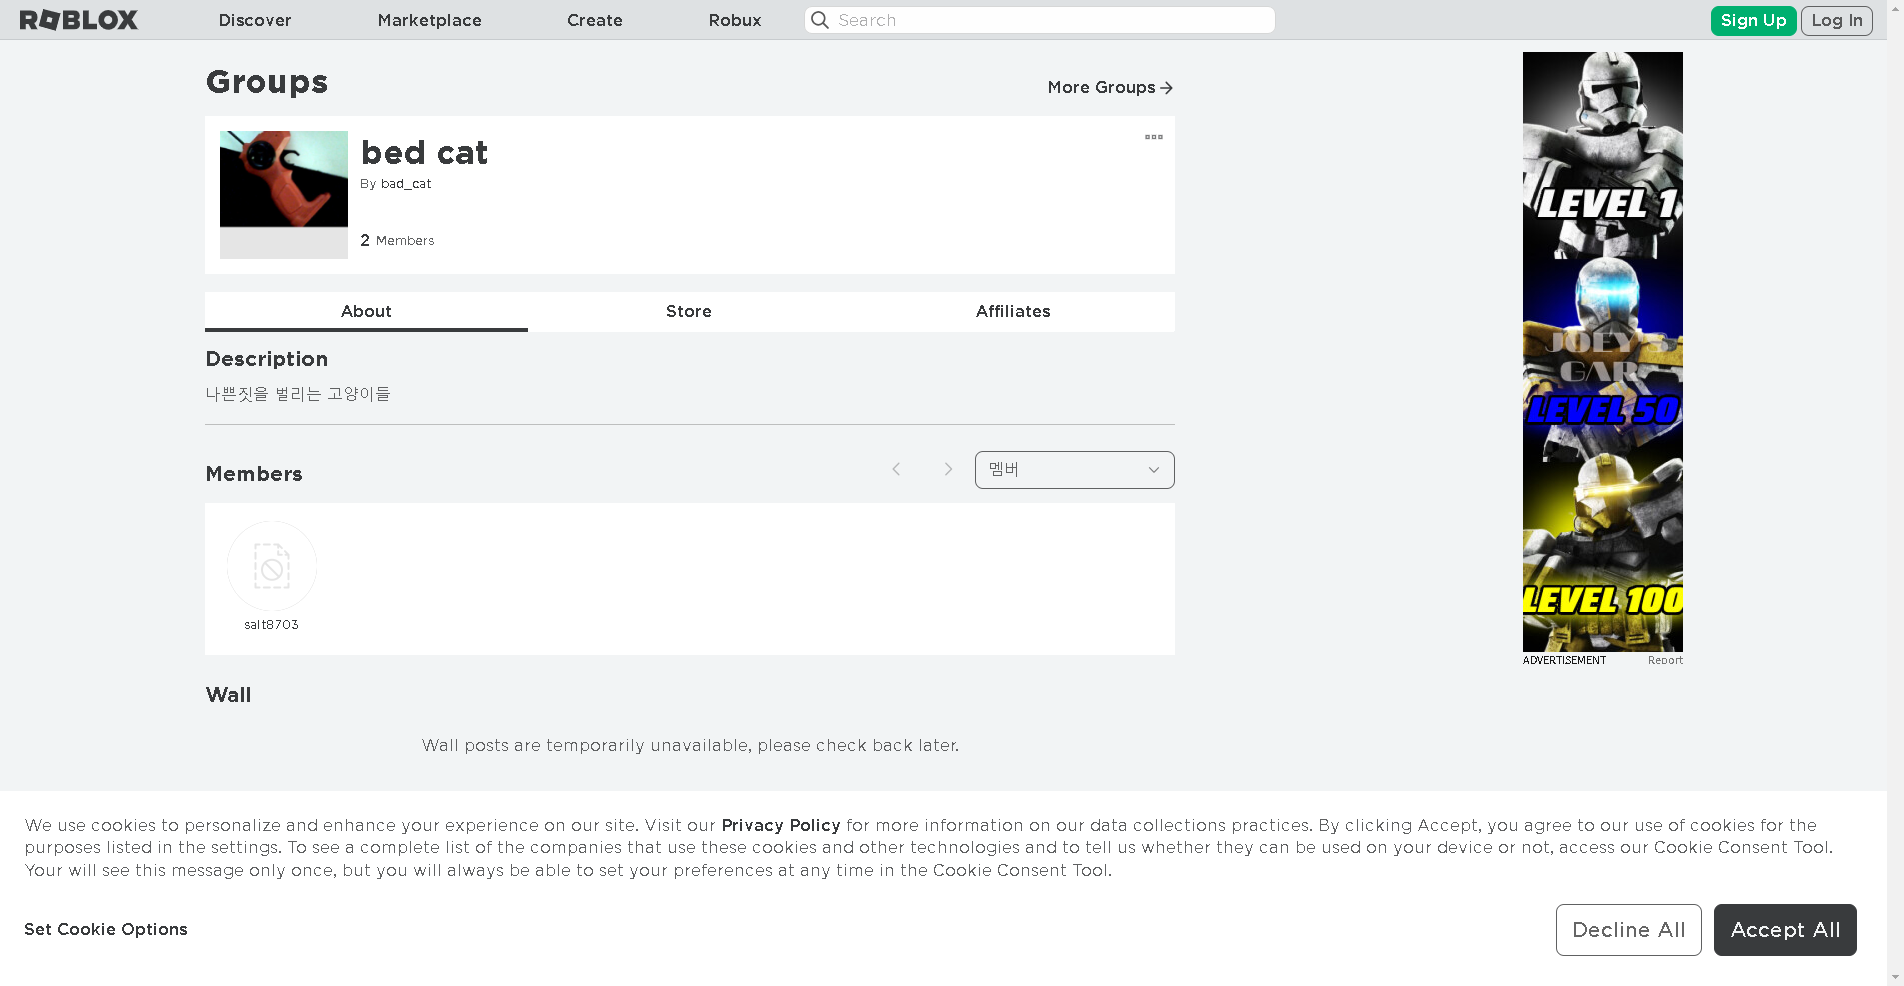 ROBLOX
Discover
Marketplace
Create
Robux
Search
Sign Up
Log In
Groups
More Groups
bed cat
By bad_cat
2 Members
About
Store
Affiliates
Description
나쁜짓을 벌리는 고양이들
Members
멤버
salt8703
Wall
Wall posts are temporarily unavailable, please check back later.
LEVEL 1
JOEY'S
GAR
LEVEL 50
LEVEL 100
ADVERTISEMENT
Report
We use cookies to personalize and enhance your experience on our site. Visit our Privacy Policy for more information on our data collections practices. By clicking Accept, you agree to our use of cookies for the
purposes listed in the settings. To see a complete list of the companies that use these cookies and other technologies and to tell us whether they can be used on your device or not, access our Cookie Consent Tool.
Your will see this message only once, but you will always be able to set your preferences at any time in the Cookie Consent Tool.
Set Cookie Options
Decline All
Accept All